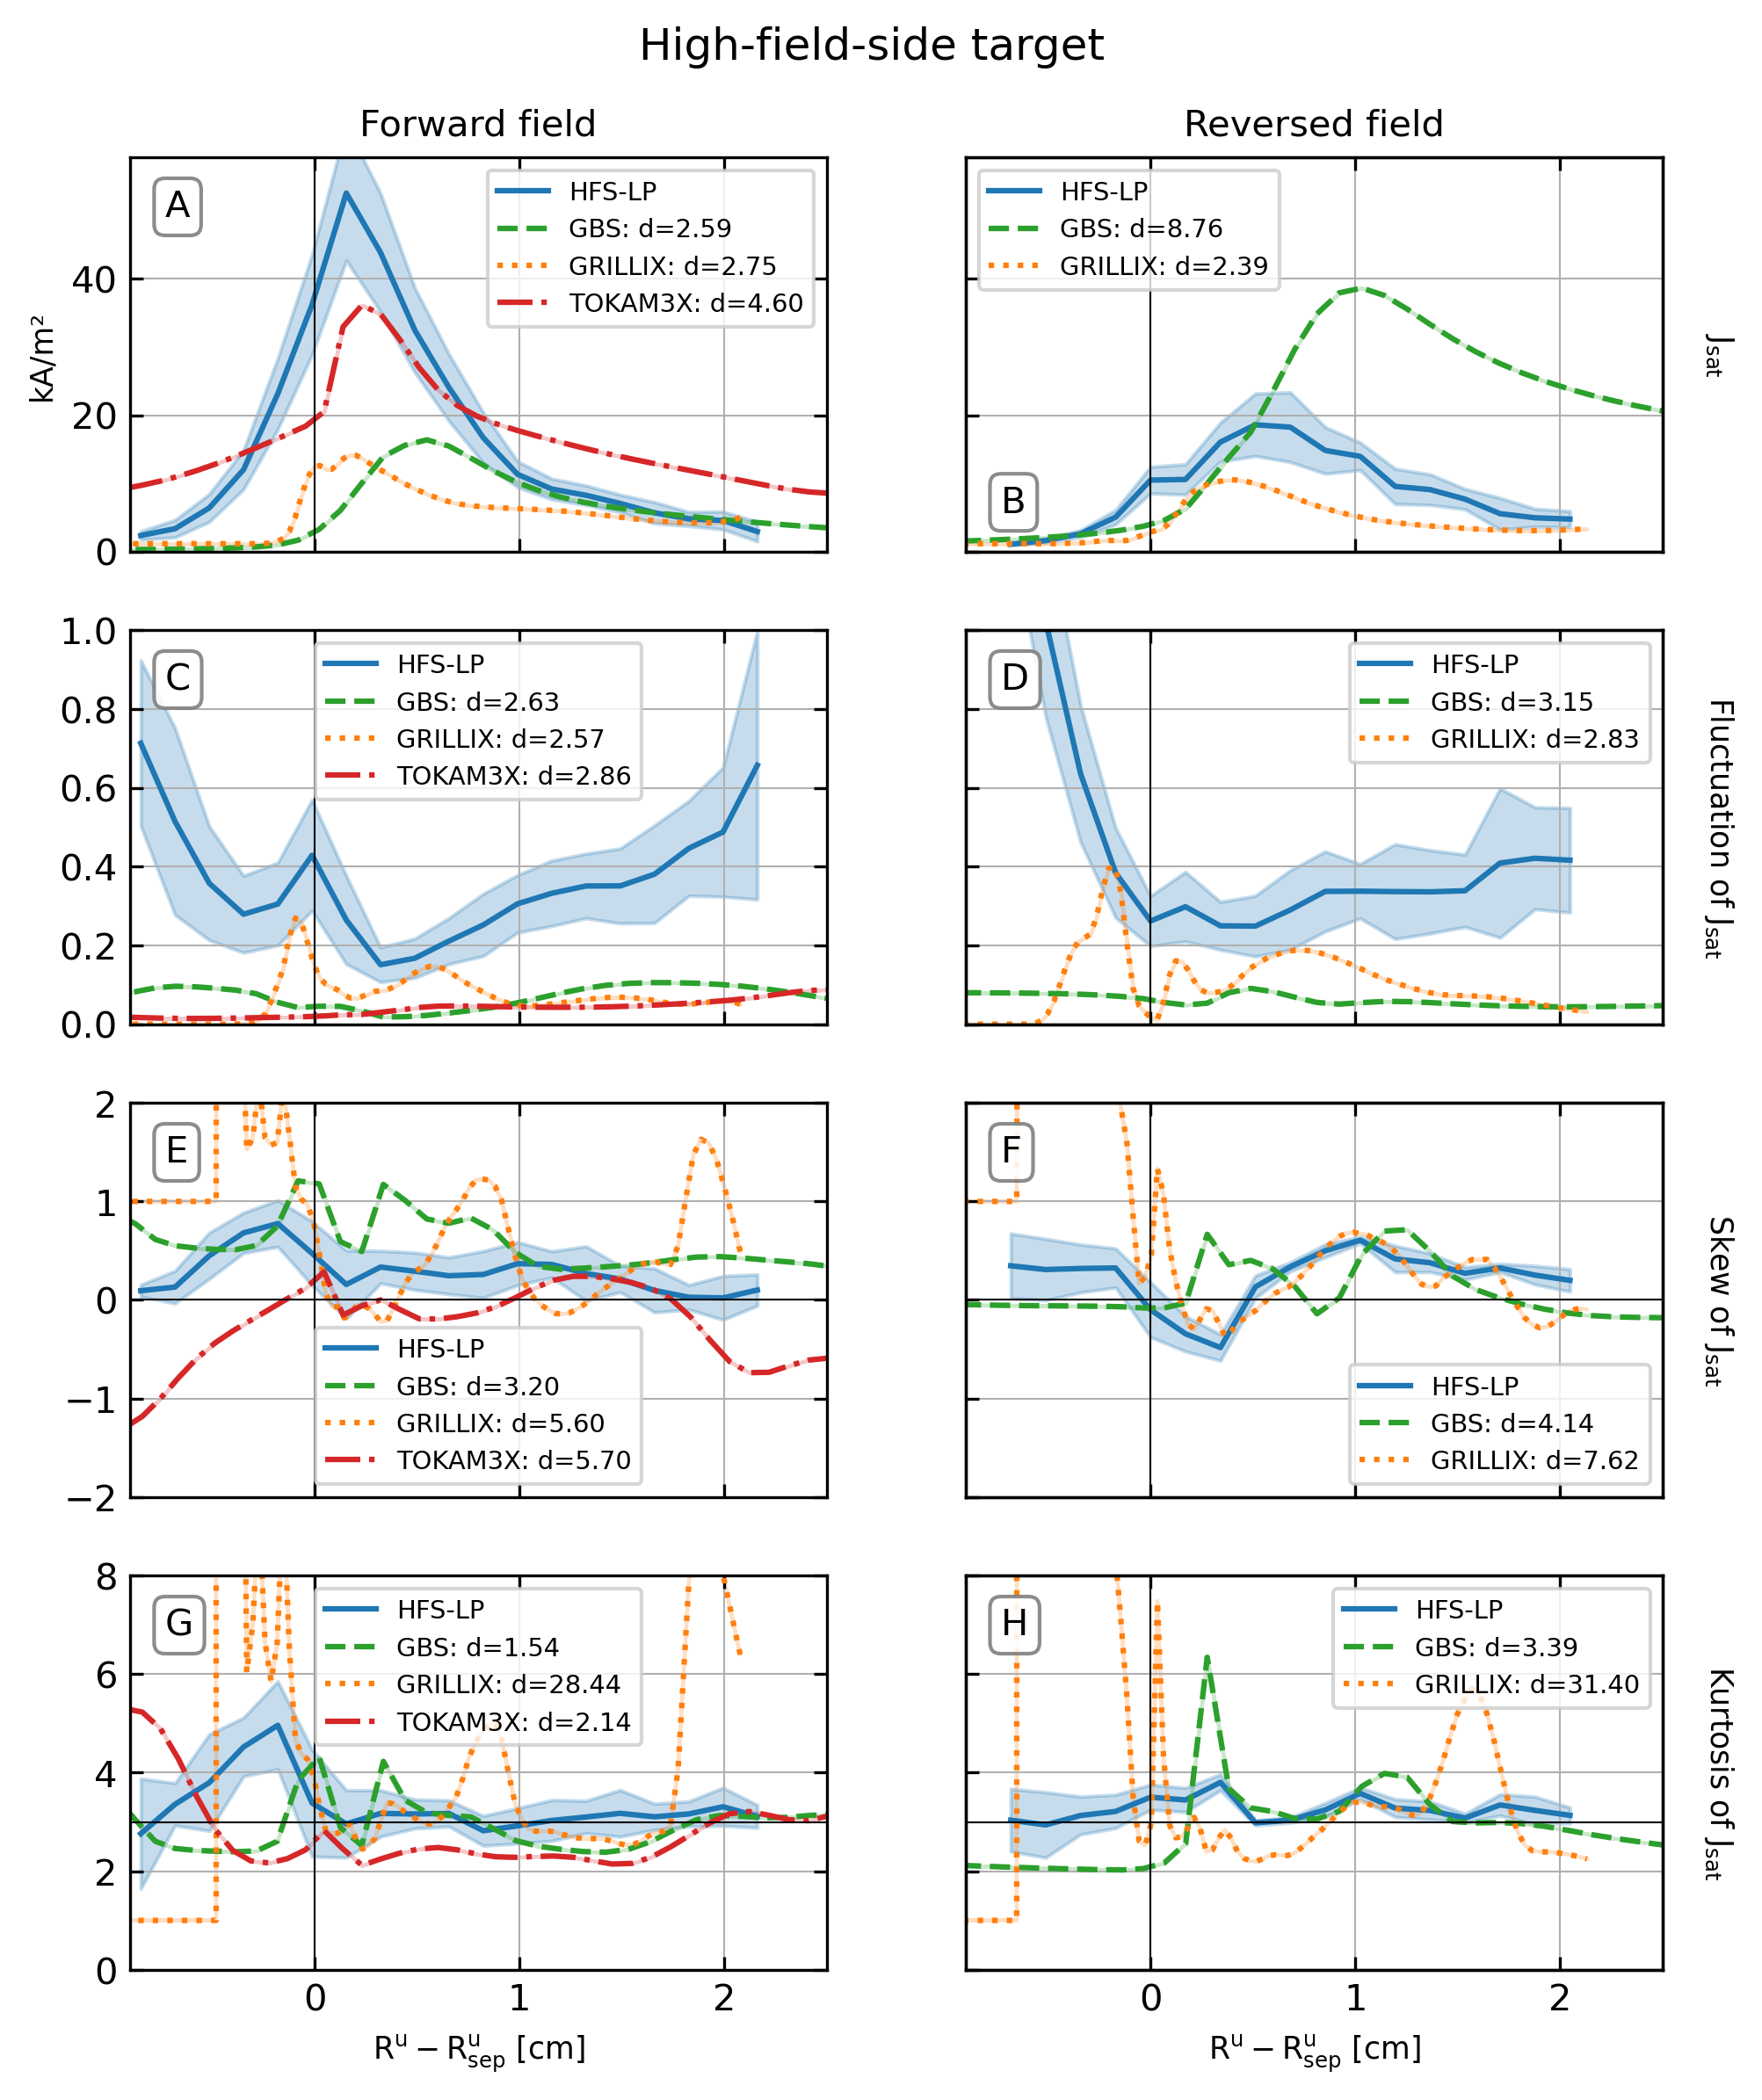 High-field-side target
Forward field
Reversed field
A
HFS-LP
GBS: d=2.59
GRILLIX: d=2.75
TOKAM3X: d=4.60
kA/m²
40
20
0
B
HFS-LP
GBS: d=8.76
GRILLIX: d=2.39
Jsat
C
HFS-LP
GBS: d=2.63
GRILLIX: d=2.57
TOKAM3X: d=2.86
1.0
0.8
0.6
0.4
0.2
0.0
D
HFS-LP
GBS: d=3.15
GRILLIX: d=2.83
Fluctuation of Jsat
E
HFS-LP
GBS: d=3.20
GRILLIX: d=5.60
TOKAM3X: d=5.70
2
1
0
−1
−2
F
HFS-LP
GBS: d=4.14
GRILLIX: d=7.62
Skew of Jsat
G
HFS-LP
GBS: d=1.54
GRILLIX: d=28.44
TOKAM3X: d=2.14
8
6
4
2
0
0 1 2
R^u − R^u_sep [cm]
H
HFS-LP
GBS: d=3.39
GRILLIX: d=31.40
Kurtosis of Jsat
0 1 2
R^u − R^u_sep [cm]